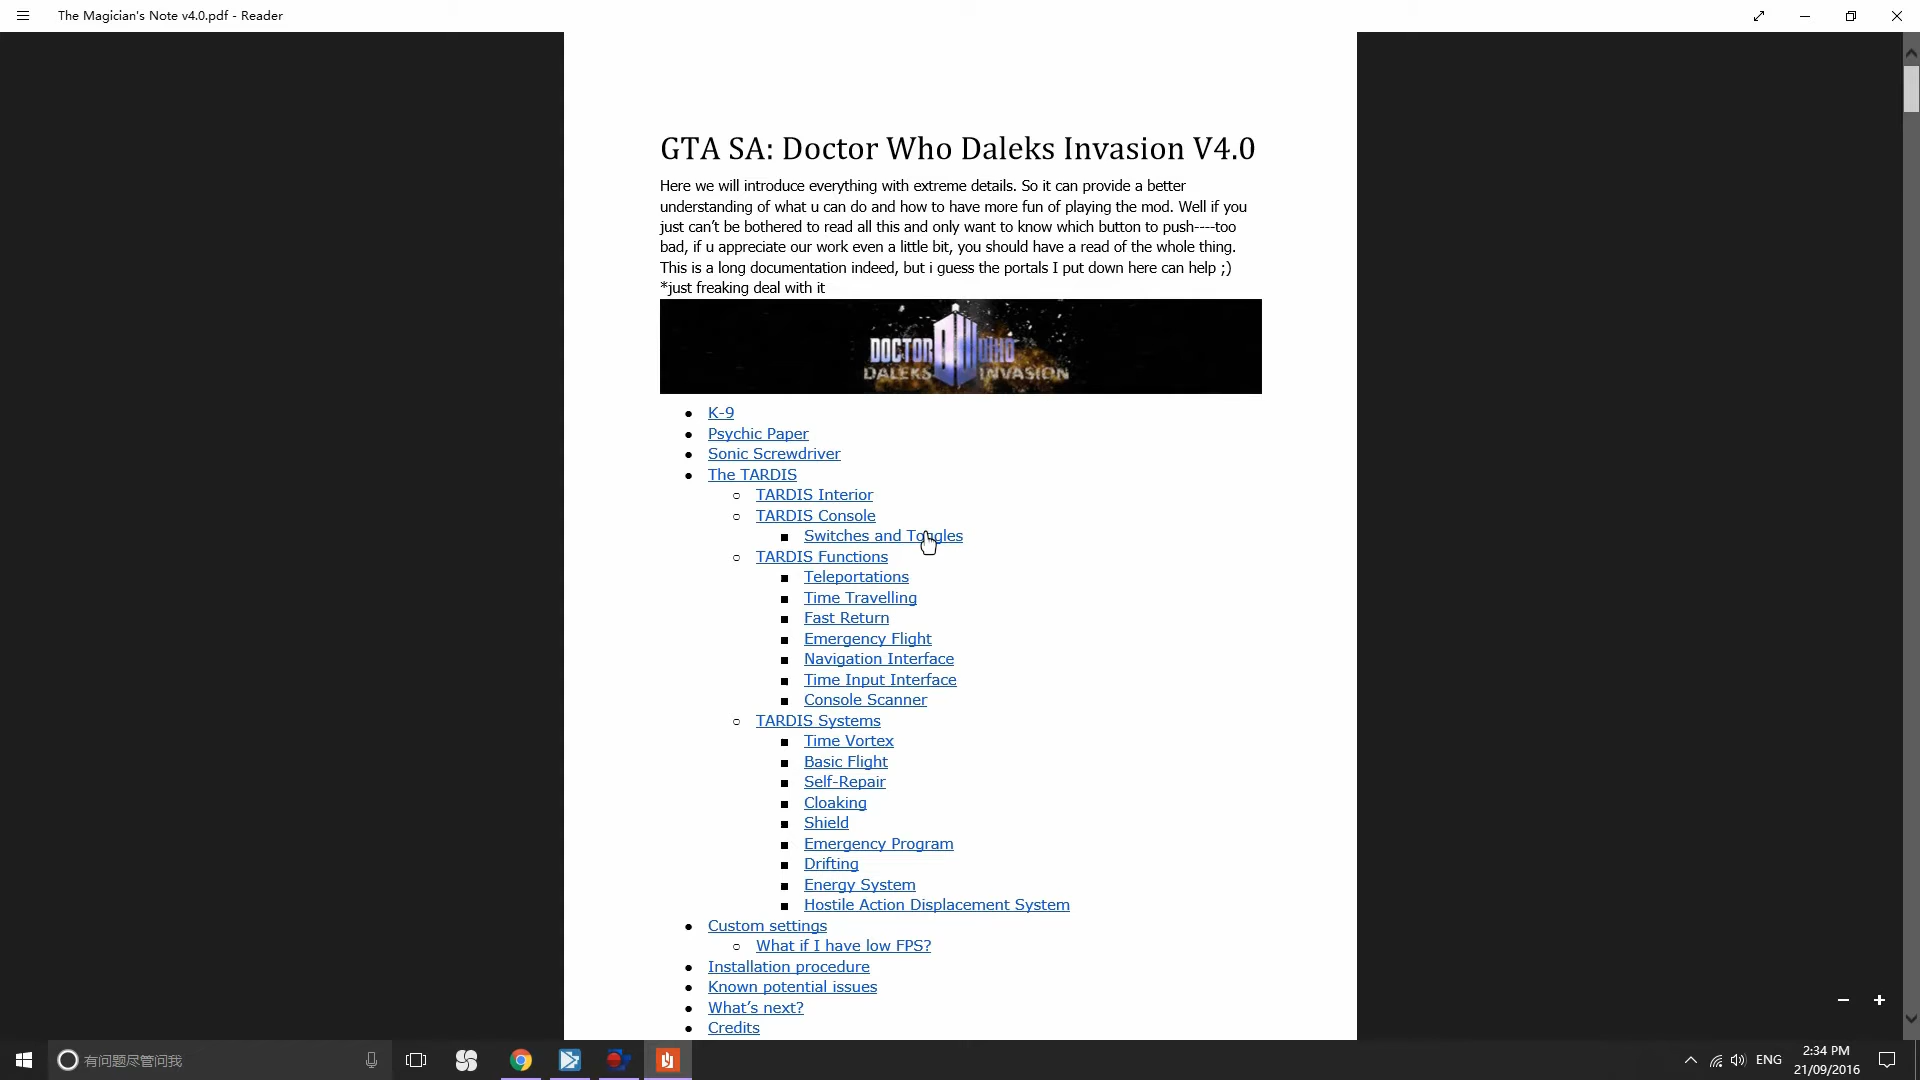 The Magician's Note v4.0.pdf - Reader
GTA SA: Doctor Who Daleks Invasion V4.0
Here we will introduce everything with extreme details. So it can provide a better
understanding of what u can do and how to have more fun of playing the mod. Well if you
just can’t be bothered to read all this and only want to know which button to push----too
bad, if u appreciate our work even a little bit, you should have a read of the whole thing.
This is a long documentation indeed, but i guess the portals I put down here can help ;)
*just freaking deal with it
DOCTOR DW WHO
DALEKS INVASION
● K-9
● Psychic Paper
● Sonic Screwdriver
● The TARDIS
○ TARDIS Interior
○ TARDIS Console
■ Switches and Toggles
○ TARDIS Functions
■ Teleportations
■ Time Travelling
■ Fast Return
■ Emergency Flight
■ Navigation Interface
■ Time Input Interface
■ Console Scanner
○ TARDIS Systems
■ Time Vortex
■ Basic Flight
■ Self-Repair
■ Cloaking
■ Shield
■ Emergency Program
■ Drifting
■ Energy System
■ Hostile Action Displacement System
● Custom settings
○ What if I have low FPS?
● Installation procedure
● Known potential issues
● What’s next?
● Credits
有问题尽管问我
ENG
2:34 PM
21/09/2016